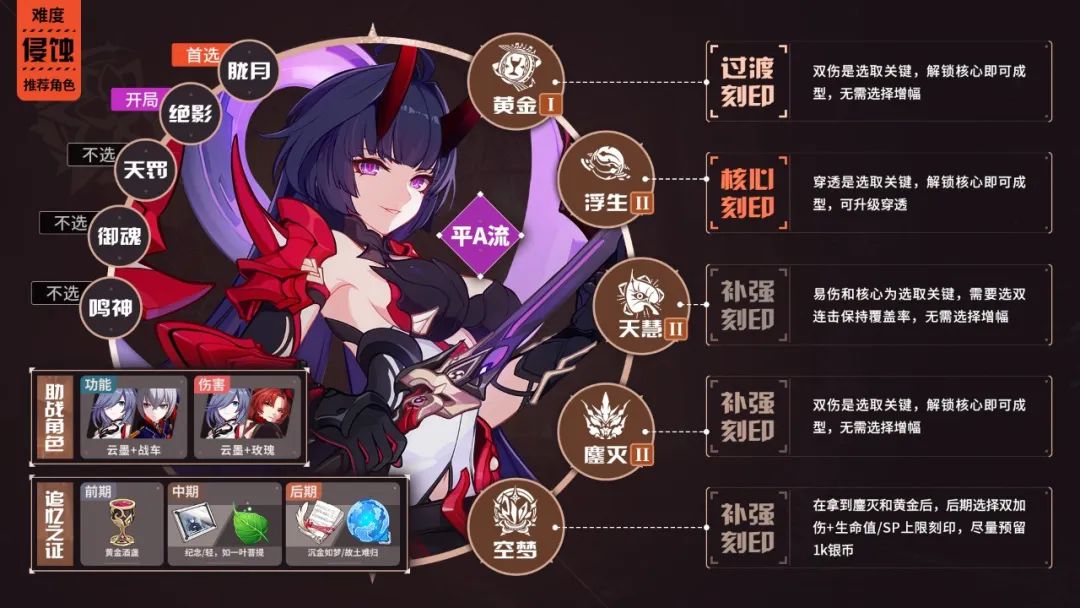 难度
侵蚀
推荐角色
首选
胧月
开局
绝影
不选
天罚
不选
御魂
不选
鸣神
平A流
黄金 I
浮生 II
天慧 II
鏖灭 II
空梦
过渡
刻印
双伤是选取关键，解锁核心即可成
型，无需选择增幅
核心
刻印
穿透是选取关键，解锁核心即可成
型，可升级穿透
补强
刻印
易伤和核心为选取关键，需要选双
连击保持覆盖率，无需选择增幅
补强
刻印
双伤是选取关键，解锁核心即可成
型，无需选择增幅
补强
刻印
在拿到鏖灭和黄金后，后期选择双加
伤+生命值/SP上限刻印，尽量预留
1k银币
助战角色
功能
云墨+战车
伤害
云墨+玫瑰
追忆之证
前期
黄金酒盏
中期
纪念/轻，如一叶菩提
后期
沉金如梦/故土难归